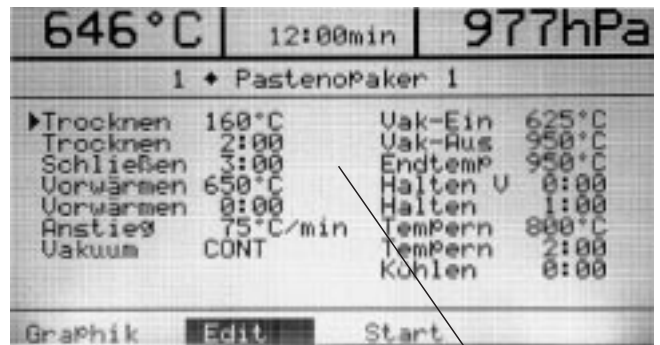 646°C 12:00min 977hPa
1 ♦ Pastenopaker 1
▶Trocknen 160°C Vak-Ein 625°C
Trocknen 2:00 Vak-Aus 950°C
Schließen 3:00 Endtemp 950°C
Vorwärmen 650°C Halten V 0:00
Vorwärmen 0:00 Halten 1:00
Anstieg 75°C/min Tempern 800°C
Vakuum CONT Tempern 2:00
Kühlen 0:00
Graphik Edit Start